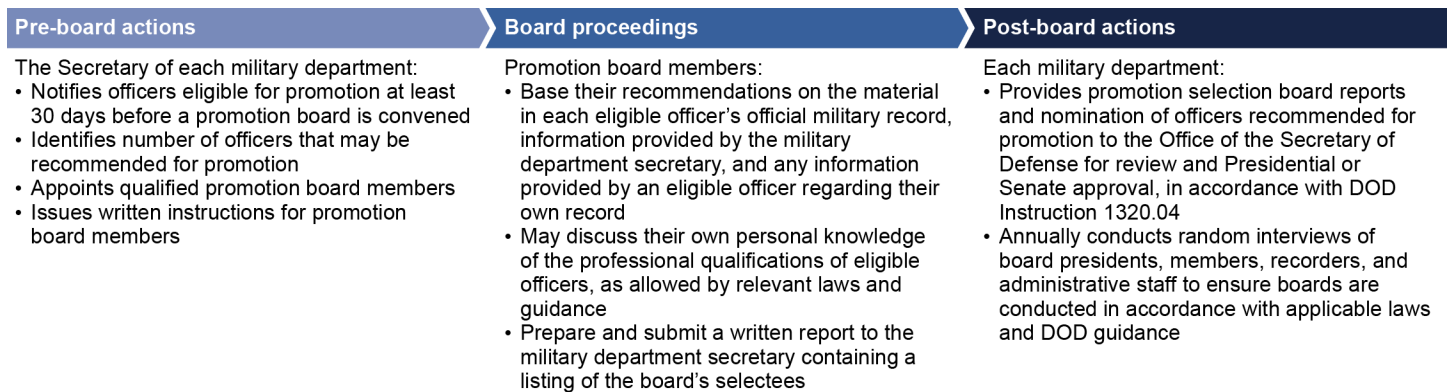 Pre-board actions
The Secretary of each military department:
• Notifies officers eligible for promotion at least
30 days before a promotion board is convened
• Identifies number of officers that may be
recommended for promotion
• Appoints qualified promotion board members
• Issues written instructions for promotion
board members
Board proceedings
Promotion board members:
• Base their recommendations on the material
in each eligible officer’s official military record,
information provided by the military
department secretary, and any information
provided by an eligible officer regarding their
own record
• May discuss their own personal knowledge
of the professional qualifications of eligible
officers, as allowed by relevant laws and
guidance
• Prepare and submit a written report to the
military department secretary containing a
listing of the board’s selectees
Post-board actions
Each military department:
• Provides promotion selection board reports
and nomination of officers recommended for
promotion to the Office of the Secretary of
Defense for review and Presidential or
Senate approval, in accordance with DOD
Instruction 1320.04
• Annually conducts random interviews of
board presidents, members, recorders, and
administrative staff to ensure boards are
conducted in accordance with applicable laws
and DOD guidance